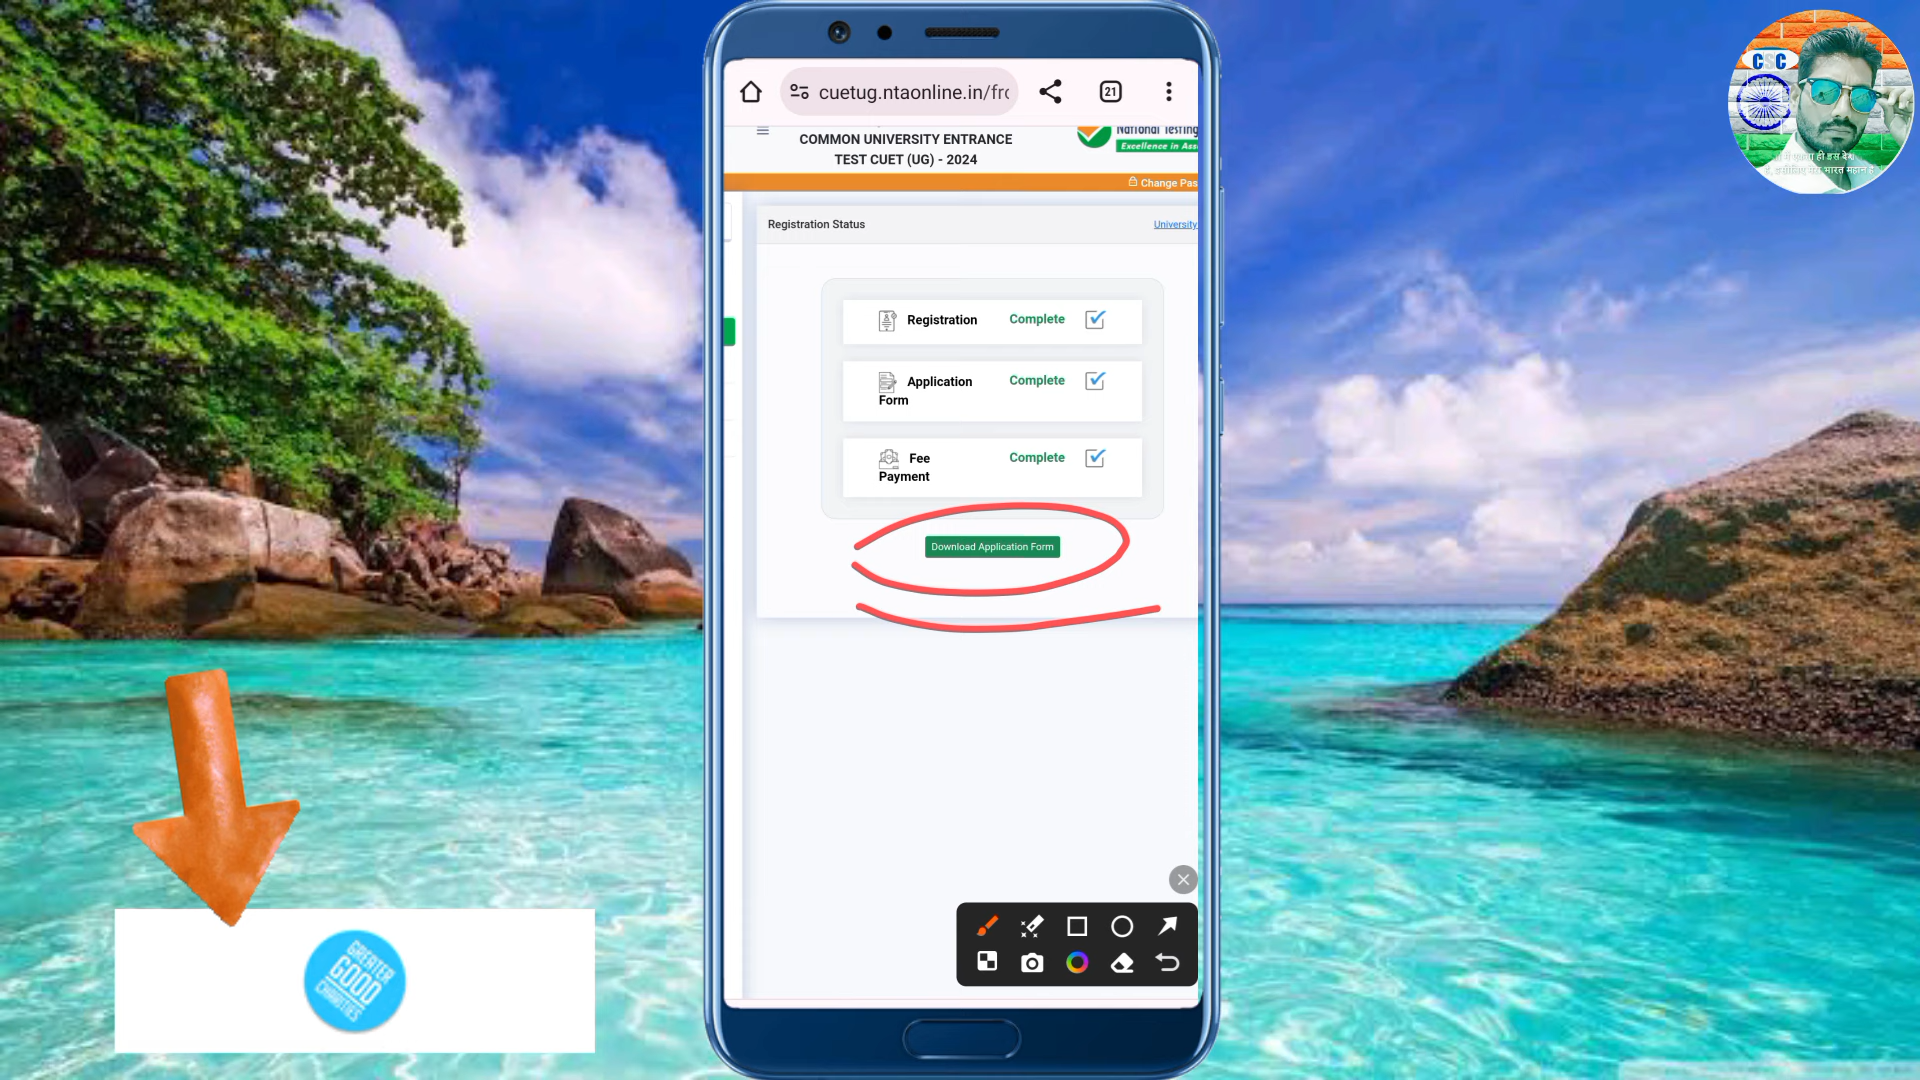 cuetug.ntaonline.in/fro
21
COMMON UNIVERSITY ENTRANCE
TEST CUET (UG) - 2024
National Testing
Excellence in Ass
Change Pas
Registration Status
University
Registration Complete
Application Form Complete
Fee Payment Complete
Download Application Form
CSC
GREATER
GOOD
CHARITIES